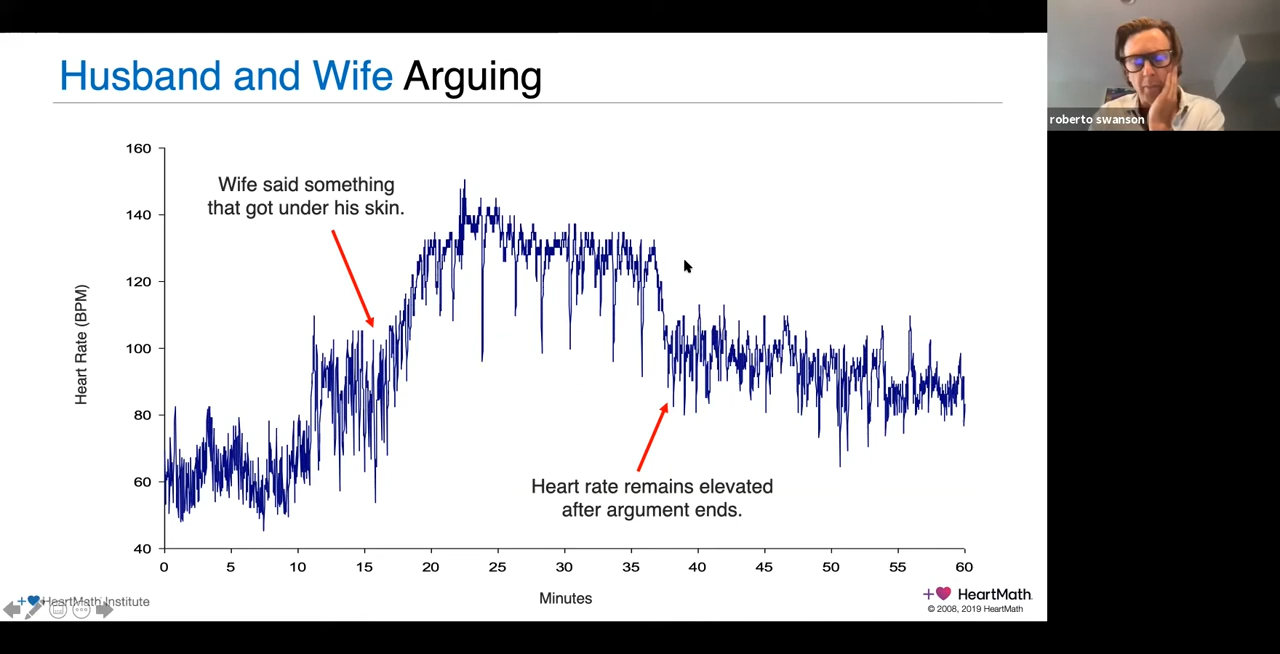 Husband and Wife Arguing
roberto swanson
160
Wife said something
that got under his skin.
140
120
100
80
60
40
Heart Rate (BPM)
Heart rate remains elevated
after argument ends.
0 5 10 15 20 25 30 35 40 45 50 55 60
Minutes
HeartMath Institute
HeartMath.
© 2008, 2019 HeartMath